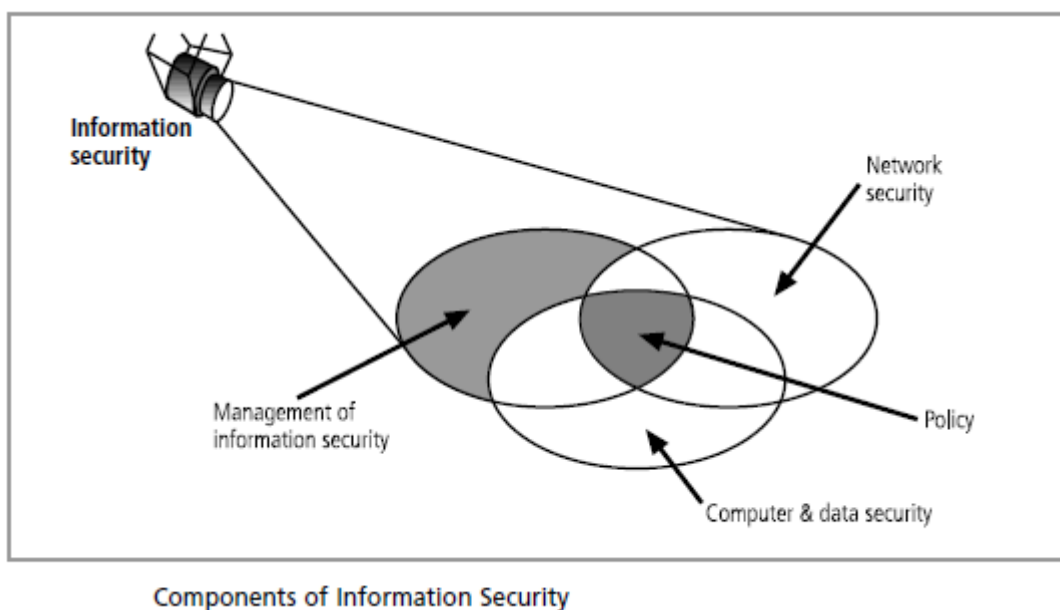 Information
security
Network
security
Management of
information security
Policy
Computer & data security
Components of Information Security